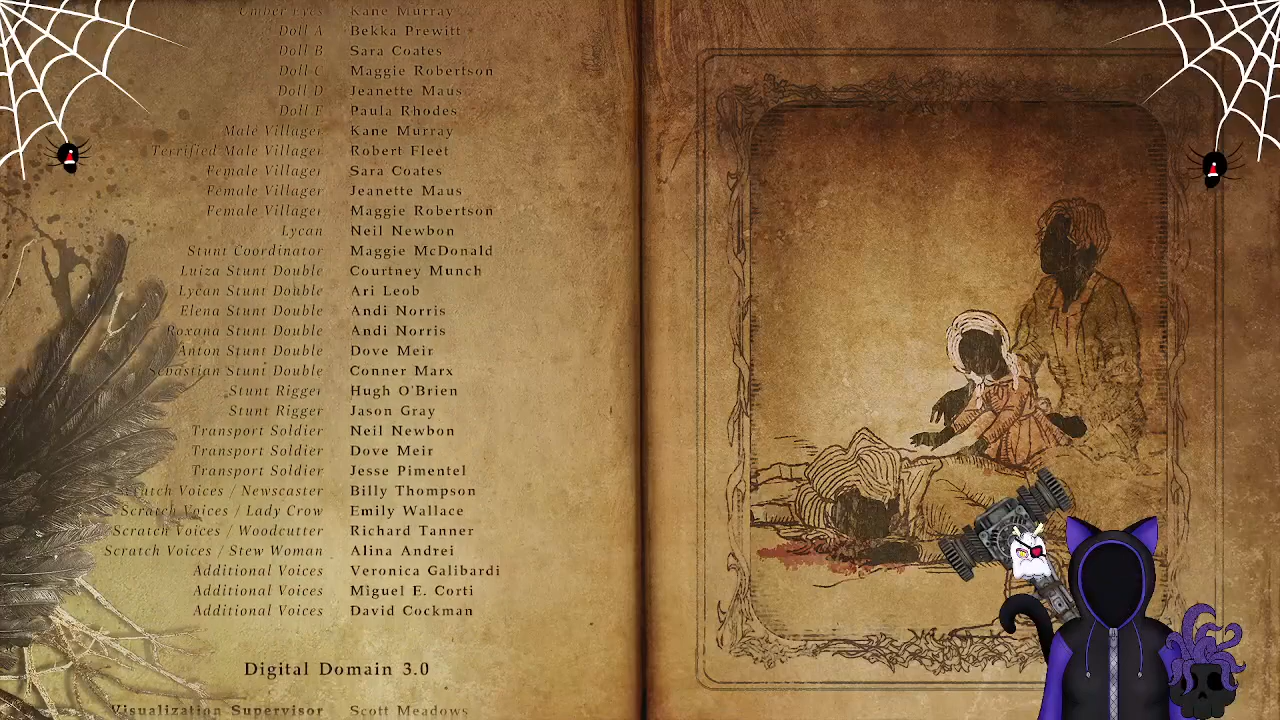 Umber Eyes Kane Murray
Doll A Bekka Prewitt
Doll B Sara Coates
Doll C Maggie Robertson
Doll D Jeanette Maus
Doll E Paula Rhodes
Male Villager Kane Murray
Terrified Male Villager Robert Fleet
Female Villager Sara Coates
Female Villager Jeanette Maus
Female Villager Maggie Robertson
Lycan Neil Newbon
Stunt Coordinator Maggie McDonald
Luiza Stunt Double Courtney Munch
Lycan Stunt Double Ari Loeb
Elena Stunt Double Andi Norris
Roxana Stunt Double Andi Norris
Anton Stunt Double Dove Meir
Sebastian Stunt Double Conner Marx
Stunt Rigger Hugh O'Brien
Stunt Rigger Jason Gray
Transport Soldier Neil Newbon
Transport Soldier Dove Meir
Transport Soldier Jesse Pimentel
Scratch Voices / Newscaster Billy Thompson
Scratch Voices / Lady Crow Emily Wallace
Scratch Voices / Woodcutter Richard Tanner
Scratch Voices / Stew Woman Alina Andrei
Additional Voices Veronica Galibardi
Additional Voices Miguel E. Corti
Additional Voices David Cockman
Digital Domain 3.0
Visualization Supervisor Scott Meadows